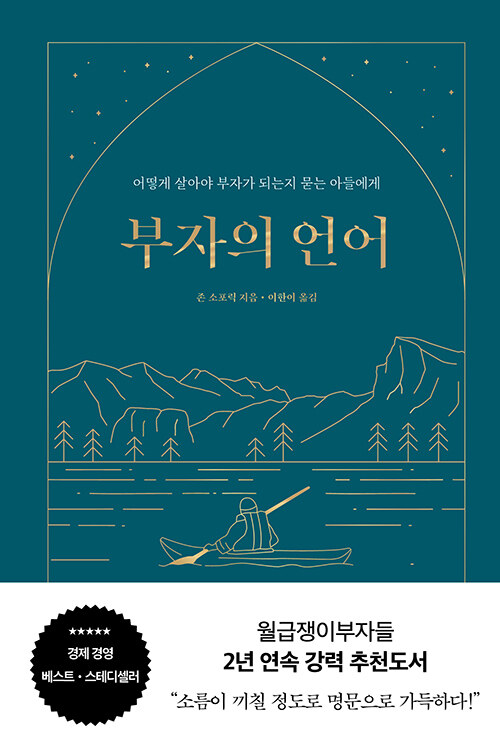 어떻게 살아야 부자가 되는지 묻는 아들에게
부자의 언어
존 소포릭 지음 • 이한이 옮김
월급쟁이부자들
2년 연속 강력 추천도서
“소름이 끼칠 정도로 명문으로 가득하다!”
★★★★★
경제 경영
베스트 • 스테디셀러